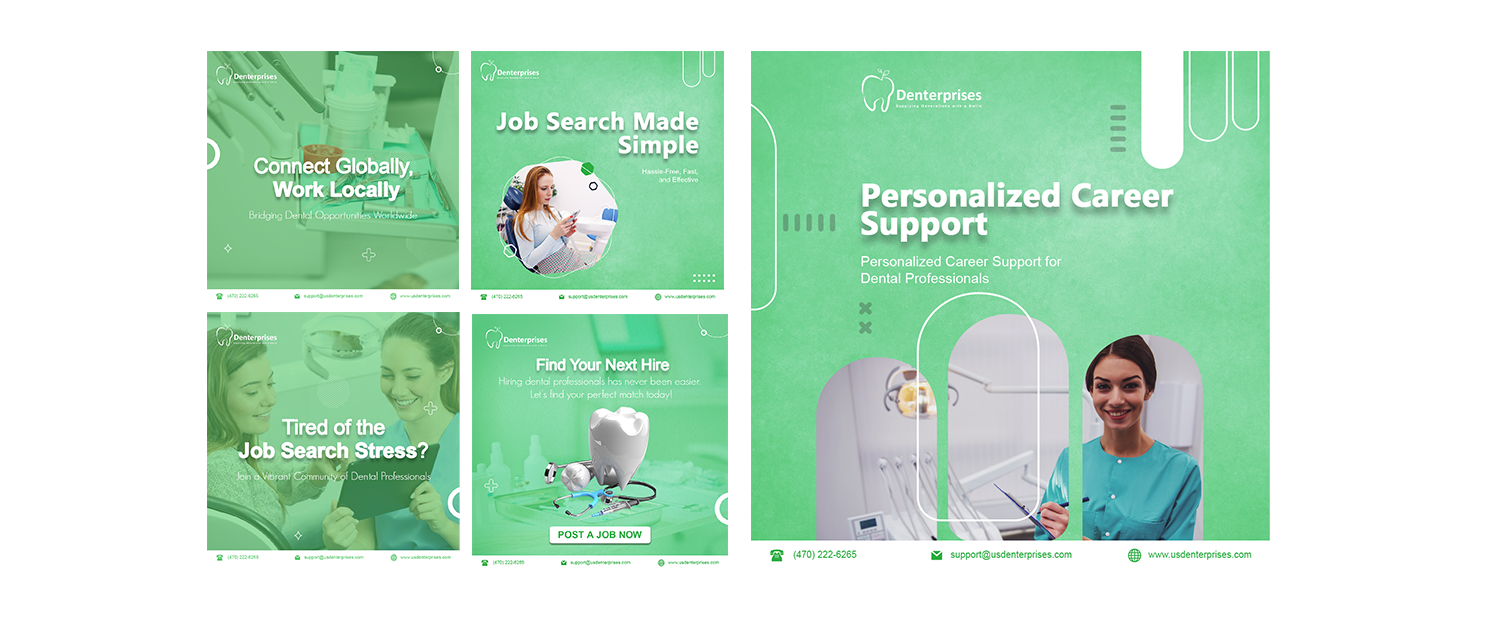 Denterprises
Connect Globally,
Work Locally
Bridging Dental Opportunities Worldwide
(470) 222-6265
support@usdenterprises.com
www.usdenterprises.com
Denterprises
Job Search Made
Simple
Hassle-Free, Fast,
and Effective
(470) 222-6265
support@usdenterprises.com
www.usdenterprises.com
Denterprises
Tired of the
Job Search Stress?
Join a Vibrant Community of Dental Professionals
(470) 222-6265
support@usdenterprises.com
www.usdenterprises.com
Denterprises
Find Your Next Hire
Hiring dental professionals has never been easier.
Let's find your perfect match today!
POST A JOB NOW
(470) 222-6265
support@usdenterprises.com
www.usdenterprises.com
Denterprises
Supplying Generations with a Smile
Personalized Career
Support
Personalized Career Support for
Dental Professionals
(470) 222-6265
support@usdenterprises.com
www.usdenterprises.com